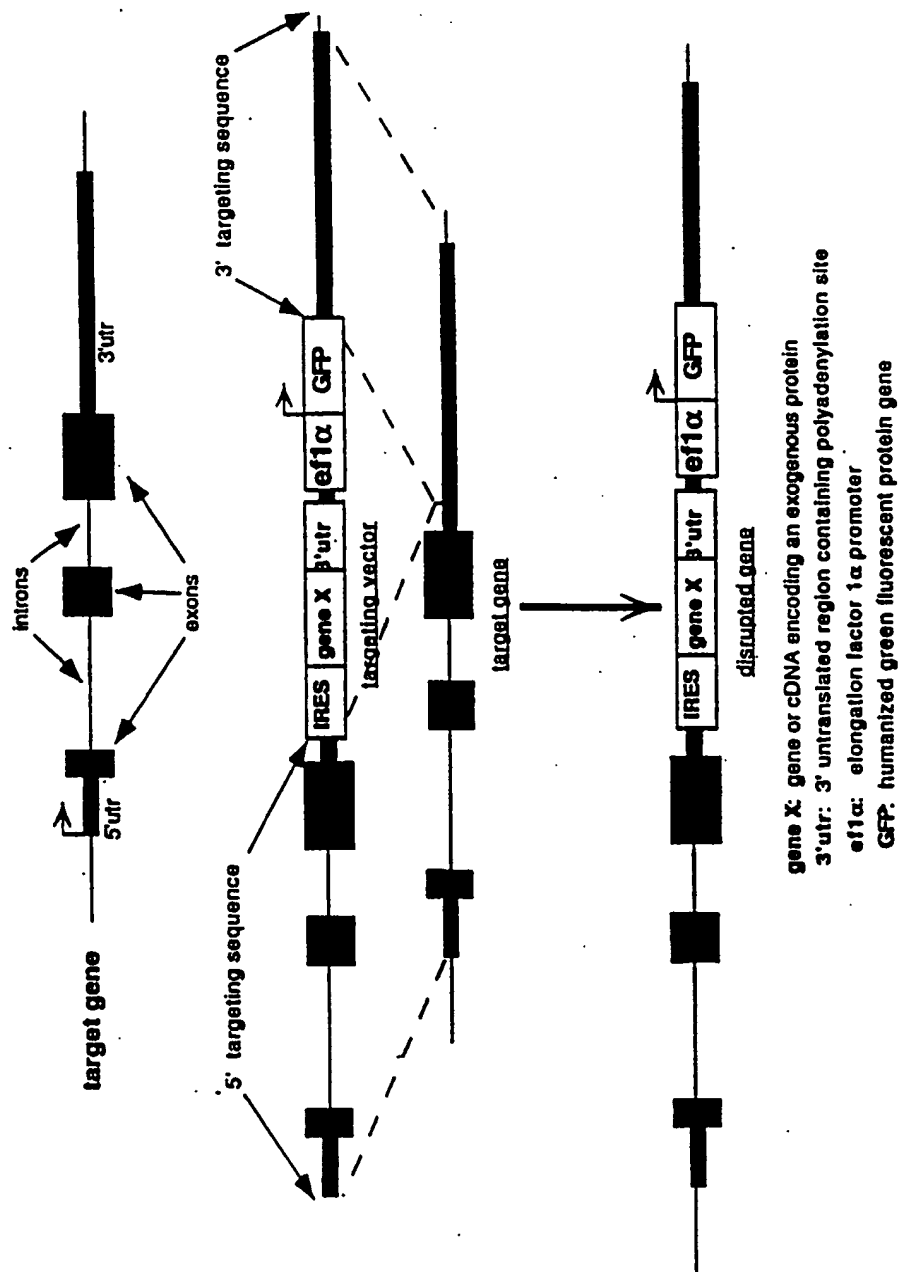 introns
target gene
5'utr
3'utr
exons
5' targeting sequence
3' targeting sequence
IRES
gene X
3'utr
ef1α
GFP
targeting vector
target gene
IRES
gene X
3'utr
ef1α
GFP
disrupted gene
gene X: gene or cDNA encoding an exogenous protein
3'utr: 3' untranslated region containing polyadenylation site
ef1α: elongation factor 1α promoter
GFP: humanized green fluorescent protein gene